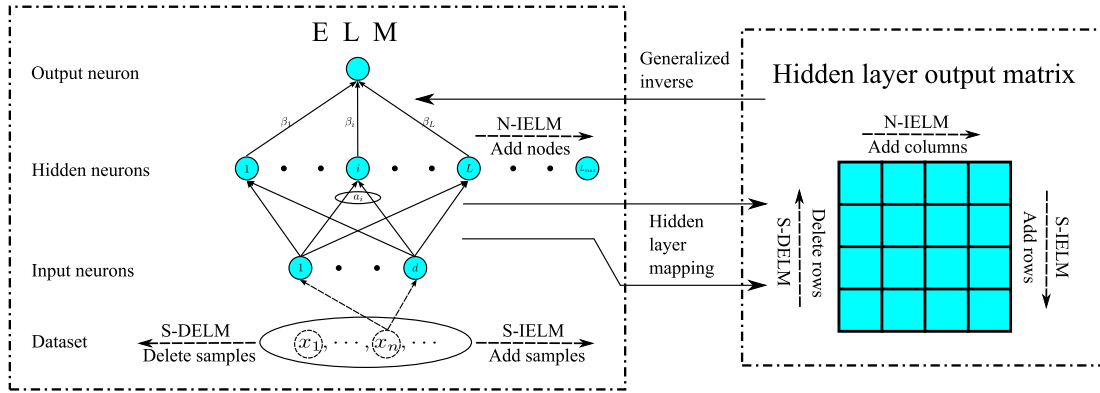 E L M
Output neuron
β1
βi
βL
N-IELM
Add nodes
Hidden neurons
1
i
L
Lmax
ai
Input neurons
1
d
Dataset
S-DELM
Delete samples
x1, ···, xn, ···
S-IELM
Add samples
Generalized
inverse
Hidden
layer
mapping
Hidden layer output matrix
N-IELM
Add columns
S-DELM
Delete rows
S-IELM
Add rows